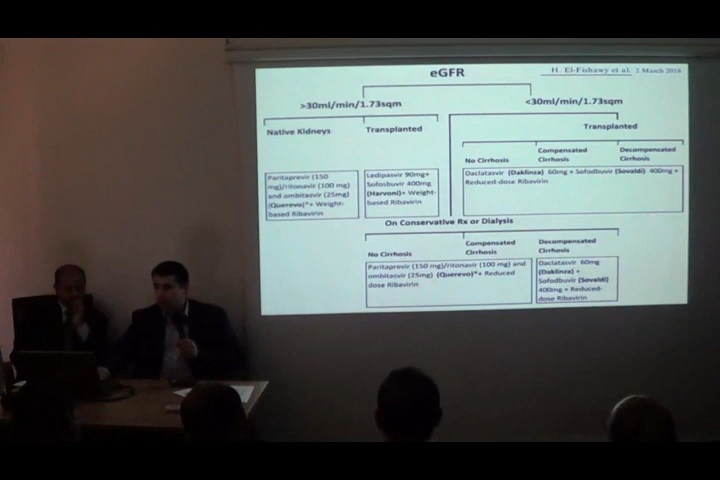 eGFR
H. El-Fishawy et al. 2 March 2016
>30ml/min/1.73sqm
<30ml/min/1.73sqm
Native Kidneys
Transplanted
Paritaprevir (150
mg)/ritonavir (100 mg)
and ombitasvir (25mg)
(Querevo)*+ Weight-
based Ribavirin
Ledipasvir 90mg+
Sofosbuvir 400mg
(Harvoni)+ Weight-
based Ribavirin
Transplanted
No Cirrhosis
Compensated
Cirrhosis
Decompensated
Cirrhosis
Daclatasvir (Daklinza) 60mg + Sofosbuvir (Sovaldi) 400mg +
Reduced-dose Ribavirin
On Conservative Rx or Dialysis
No Cirrhosis
Compensated
Cirrhosis
Decompensated
Cirrhosis
Paritaprevir (150 mg)/ritonavir (100 mg) and
ombitasvir (25mg) (Querevo)*+ Reduced
dose Ribavirin
Daclatasvir 60mg
(Daklinza) +
Sofosbuvir (Sovaldi)
400mg + Reduced-
dose Ribavirin